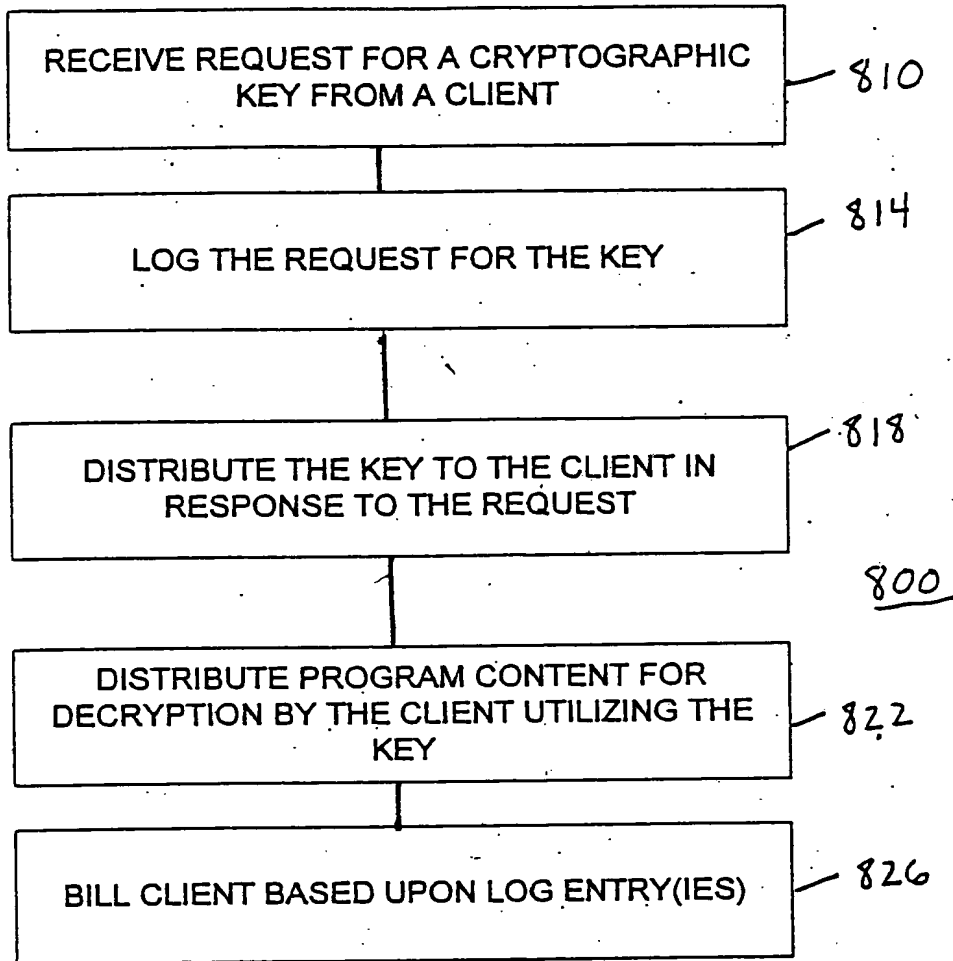 RECEIVE REQUEST FOR A CRYPTOGRAPHIC
KEY FROM A CLIENT
810
LOG THE REQUEST FOR THE KEY
814
DISTRIBUTE THE KEY TO THE CLIENT IN
RESPONSE TO THE REQUEST
818
800
DISTRIBUTE PROGRAM CONTENT FOR
DECRYPTION BY THE CLIENT UTILIZING THE
KEY
822
BILL CLIENT BASED UPON LOG ENTRY(IES)
826